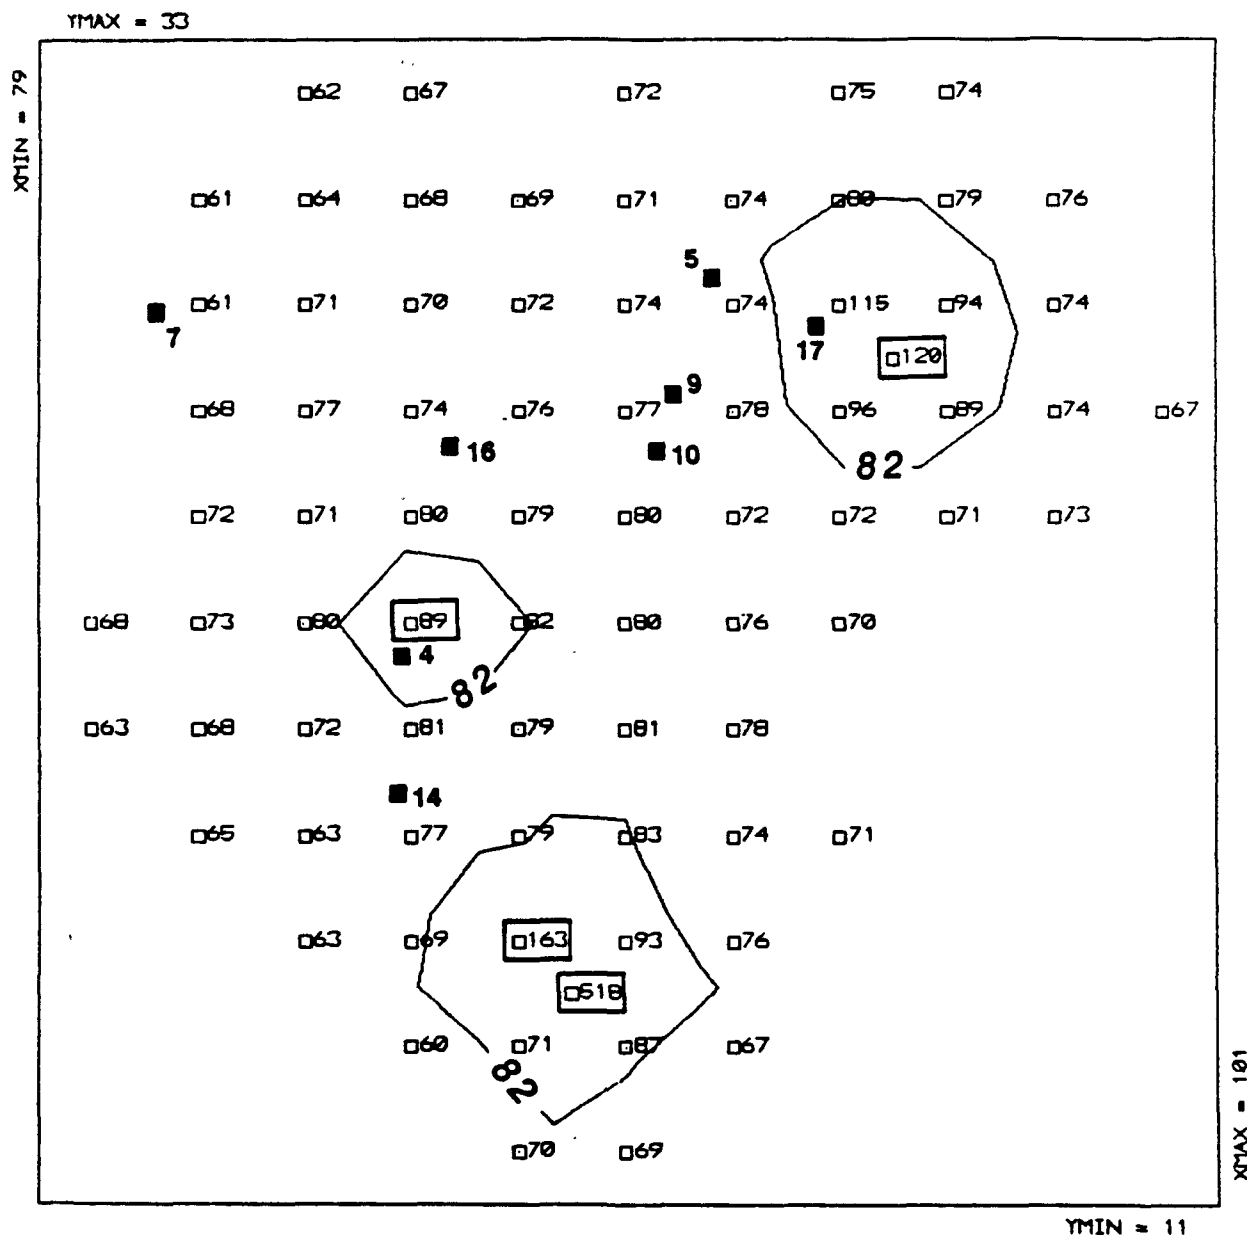 YMAX = 33
XMIN = 79
62 67 72 75 74
61 64 68 69 71 74 80 79 76
5
61 71 70 72 74 74 115 94 74
7 17
120
9
68 77 74 76 77 78 96 89 74 67
16 10 82
72 71 80 79 80 72 72 71 73
68 73 80 89 82 80 76 70
4
82
63 68 72 81 79 81 78
14
65 63 77 79 83 74 71
63 69 163 93 76
518
60 71 87 67
82
70 69
XMAX = 101
YMIN = 11